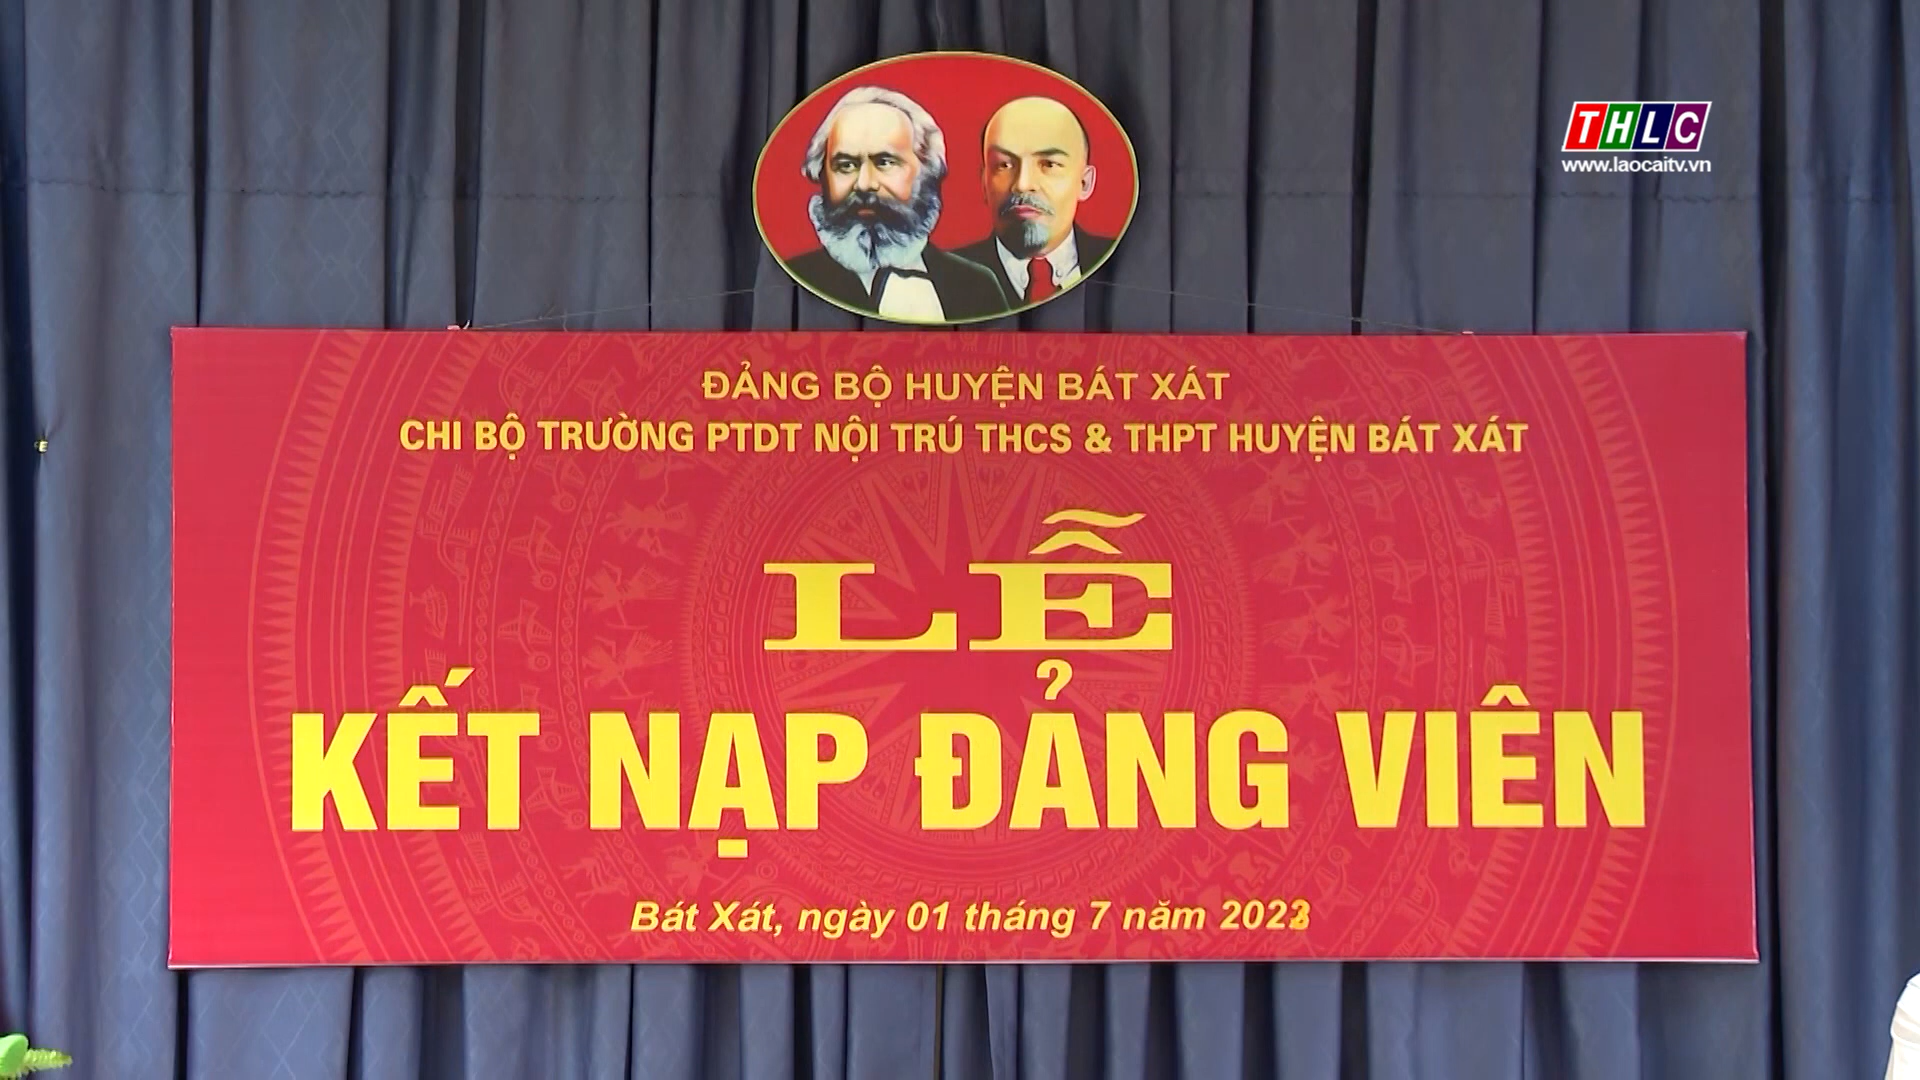 THLC
www.laocaitv.vn
ĐẢNG BỘ HUYỆN BÁT XÁT
CHI BỘ TRƯỜNG PTDT NỘI TRÚ THCS & THPT HUYỆN BÁT XÁT
LỄ
KẾT NẠP ĐẢNG VIÊN
Bát Xát, ngày 01 tháng 7 năm